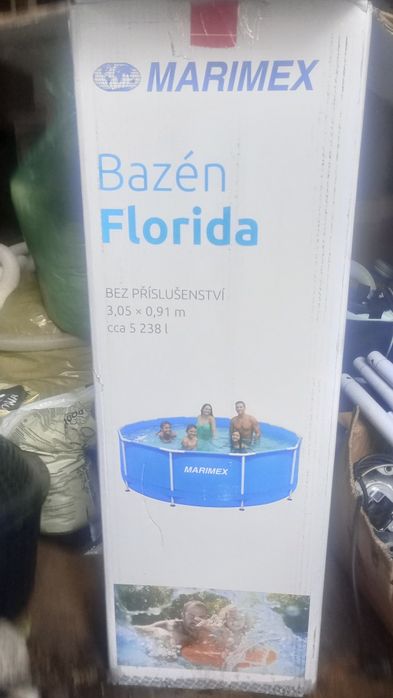 MARIMEX
Bazén
Florida
BEZ PŘÍSLUŠENSTVÍ
3,05 × 0,91 m
cca 5 238 l
MARIMEX